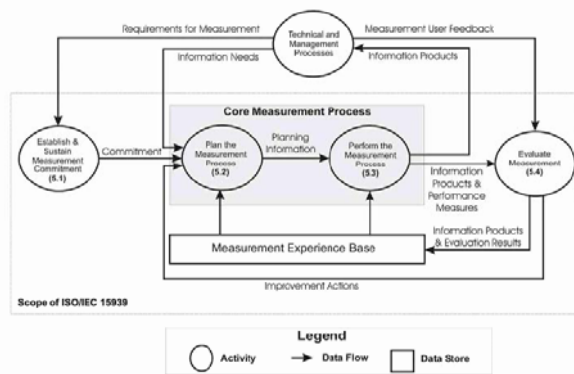 Requirements for Measurement
Technical and
Management
Processes
Measurement User Feedback
Information Needs
Information Products
Core Measurement Process
Establish &
Sustain
Measurement
Commitment
(5.1)
Commitment
Plan the
Measurement
Process
(5.2)
Planning
Information
Perform the
Measurement
Process
(5.3)
Evaluate
Measurement
(5.4)
Information
Products &
Performance
Measures
Measurement Experience Base
Information Products
& Evaluation Results
Improvement Actions
Scope of ISO/IEC 15939
Legend
Activity
Data Flow
Data Store